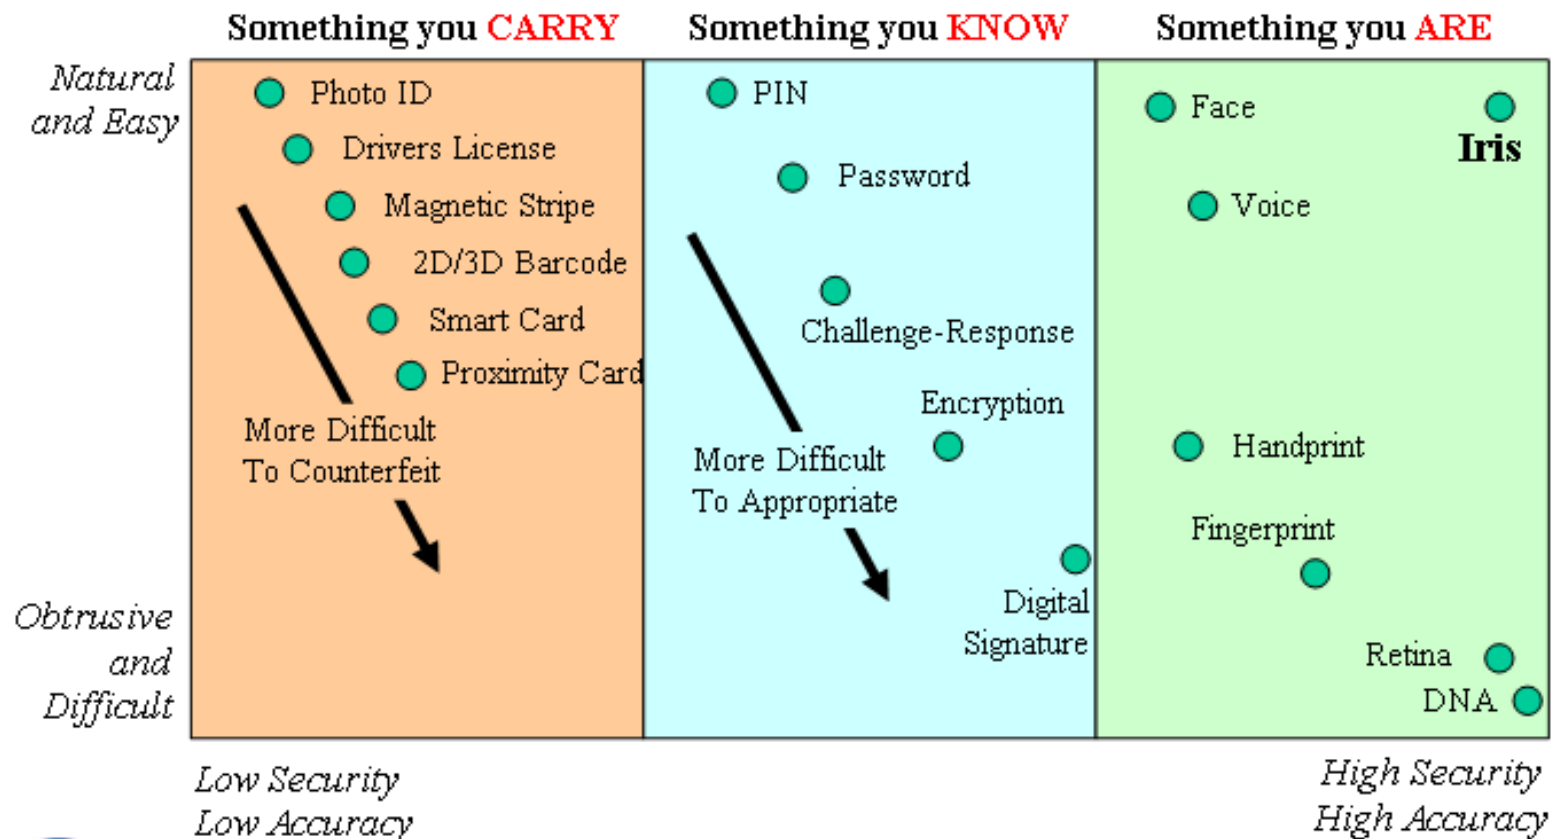 Something you CARRY
Something you KNOW
Something you ARE
Natural
and Easy
Obtrusive
and
Difficult
Photo ID
Drivers License
Magnetic Stripe
2D/3D Barcode
Smart Card
Proximity Card
More Difficult
To Counterfeit
PIN
Password
Challenge-Response
Encryption
More Difficult
To Appropriate
Digital
Signature
Face
Iris
Voice
Handprint
Fingerprint
Retina
DNA
Low Security
Low Accuracy
High Security
High Accuracy